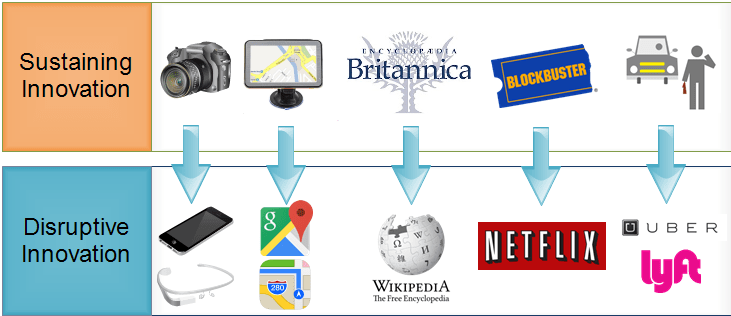 Sustaining
Innovation
ENCYCLOPÆDIA
Britannica
BLOCKBUSTER
Disruptive
Innovation
g
280
WIKIPEDIA
The Free Encyclopedia
NETFLIX
U UBER
lyft